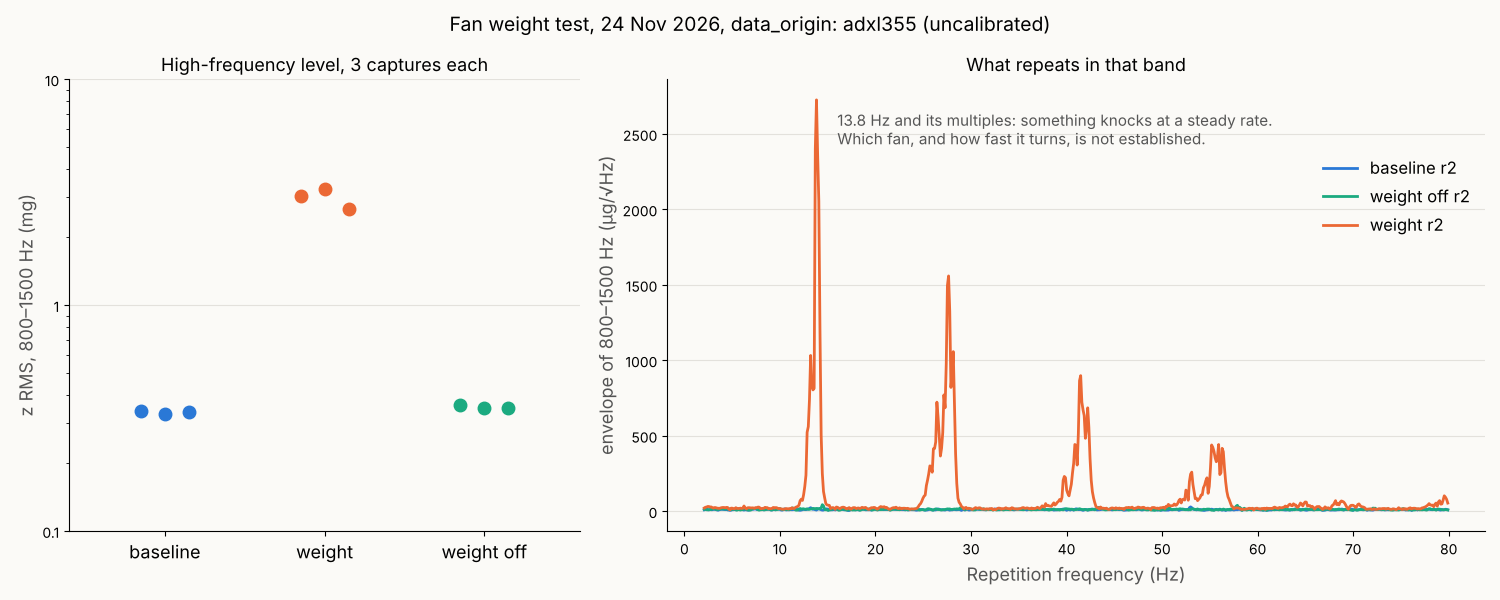 Fan weight test, 24 Nov 2026, data_origin: adxl355 (uncalibrated)
High-frequency level, 3 captures each
z RMS, 800–1500 Hz (mg)
10
1
0.1
baseline
weight
weight off
What repeats in that band
envelope of 800–1500 Hz (µg/√Hz)
13.8 Hz and its multiples: something knocks at a steady rate.
Which fan, and how fast it turns, is not established.
baseline r2
weight off r2
weight r2
2500
2000
1500
1000
500
0
0
10
20
30
40
50
60
70
80
Repetition frequency (Hz)